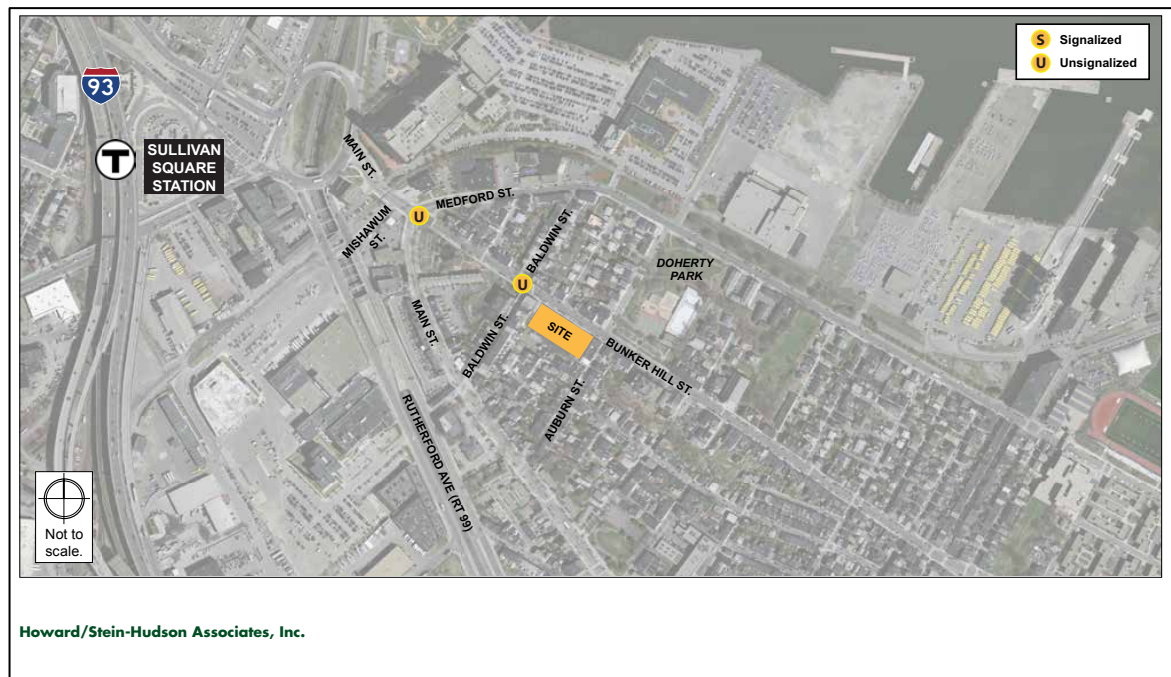 S Signalized
U Unsignalized
93
T
SULLIVAN
SQUARE
STATION
MAIN ST.
MEDFORD ST.
MISHAWUM
ST.
U
BALDWIN ST.
DOHERTY
PARK
U
MAIN ST.
BALDWIN ST.
SITE
BUNKER HILL ST.
AUBURN ST.
RUTHERFORD AVE (RT 99)
Not to
scale.
Howard/Stein-Hudson Associates, Inc.